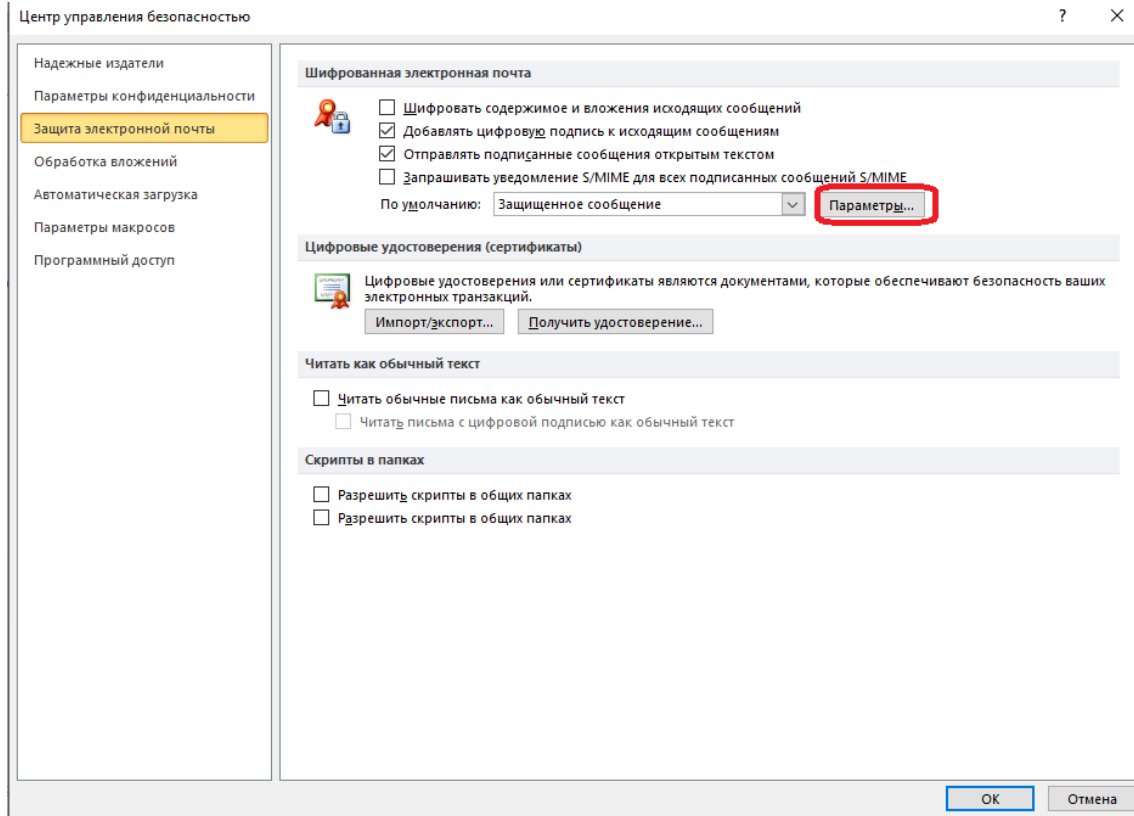 Центр управления безопасностью
?
Надежные издатели
Параметры конфиденциальности
Защита электронной почты
Обработка вложений
Автоматическая загрузка
Параметры макросов
Программный доступ
Шифрованная электронная почта
Шифровать содержимое и вложения исходящих сообщений
Добавлять цифровую подпись к исходящим сообщениям
Отправлять подписанные сообщения открытым текстом
Запрашивать уведомление S/MIME для всех подписанных сообщений S/MIME
По умолчанию: Защищенное сообщение Параметры...
Цифровые удостоверения (сертификаты)
Цифровые удостоверения или сертификаты являются документами, которые обеспечивают безопасность ваших
электронных транзакций.
Импорт/экспорт... Получить удостоверение...
Читать как обычный текст
Читать обычные письма как обычный текст
Читать письма с цифровой подписью как обычный текст
Скрипты в папках
Разрешить скрипты в общих папках
Разрешить скрипты в общих папках
ОК Отмена